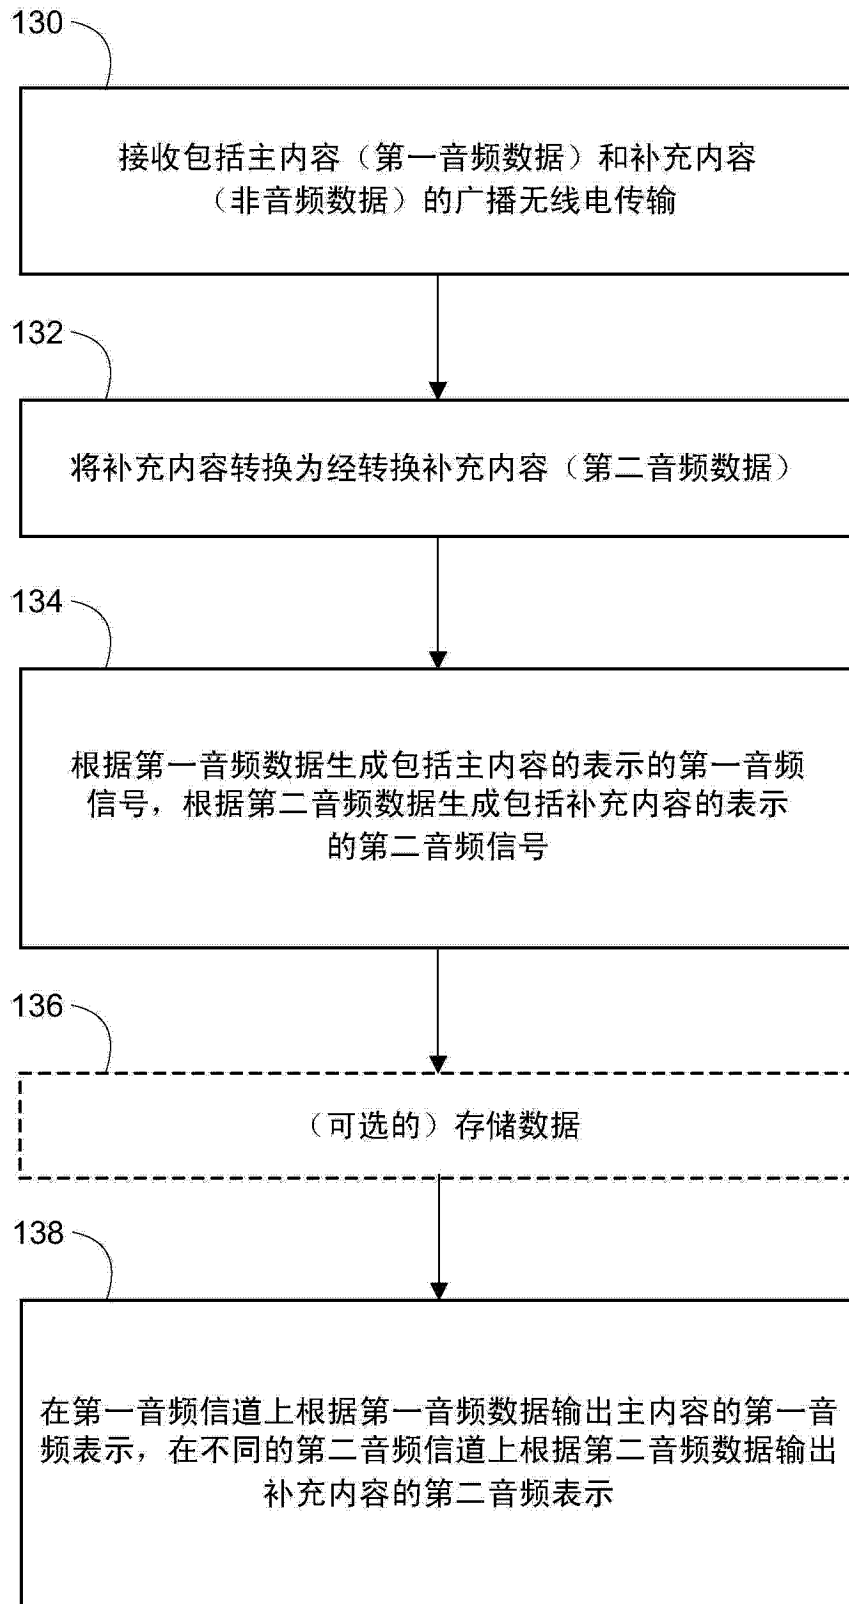 130
接收包括主内容（第一音频数据）和补充内容
（非音频数据）的广播无线电传输
132
将补充内容转换为经转换补充内容（第二音频数据）
134
根据第一音频数据生成包括主内容的表示的第一音频
信号，根据第二音频数据生成包括补充内容的表示
的第二音频信号
136
（可选的）存储数据
138
在第一音频信道上根据第一音频数据输出主内容的第一音
频表示，在不同的第二音频信道上根据第二音频数据输出
补充内容的第二音频表示